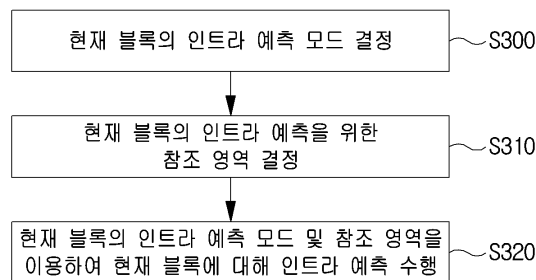 현재 블록의 인트라 예측 모드 결정
S300
현재 블록의 인트라 예측을 위한
참조 영역 결정
S310
현재 블록의 인트라 예측 모드 및 참조 영역을
이용하여 현재 블록에 대해 인트라 예측 수행
S320